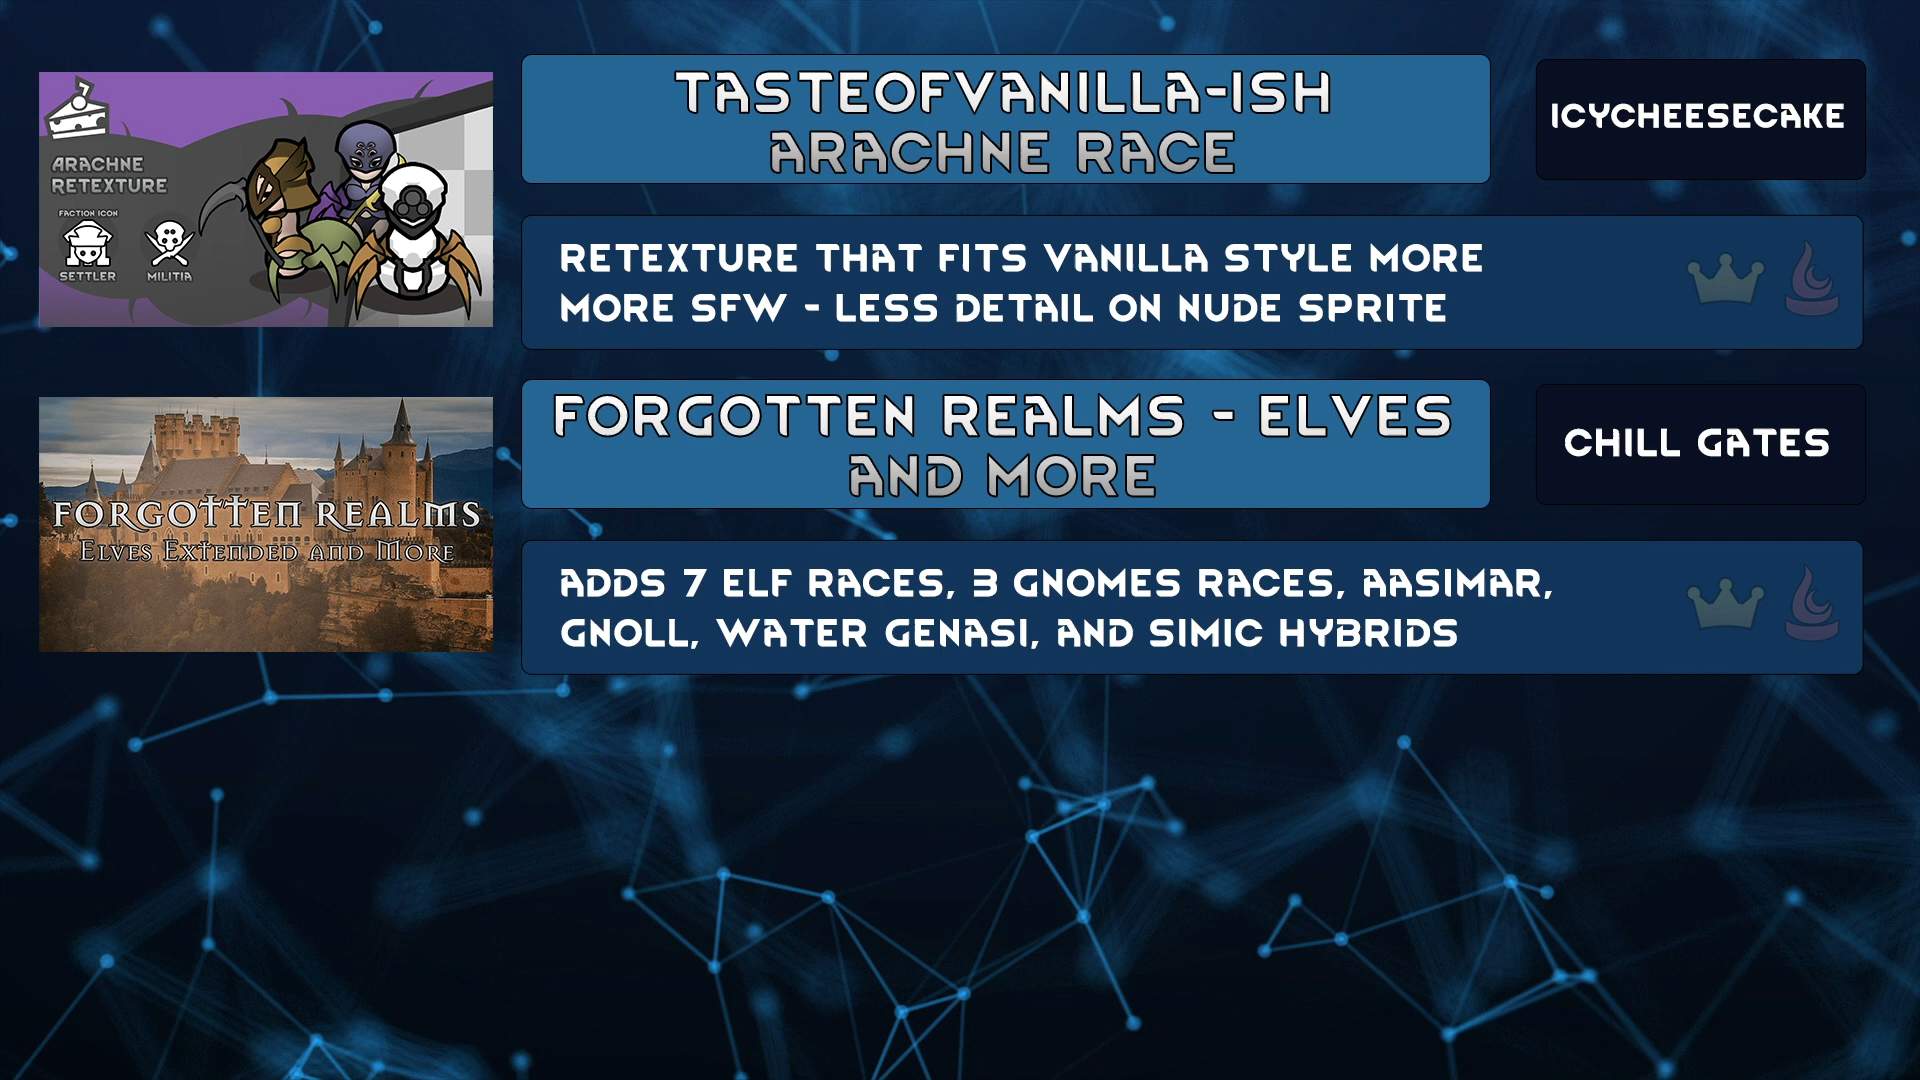 ARACHNE
RETEXTURE
FACTION ICON
SETTLER
MILITIA
TASTEOFVANILLA-ISH
ARACHNE RACE
ICYCHEESECAKE
RETEXTURE THAT FITS VANILLA STYLE MORE
MORE SFW - LESS DETAIL ON NUDE SPRITE
FORGOTTEN REALMS
ELVES EXTENDED AND MORE
FORGOTTEN REALMS - ELVES
AND MORE
CHILL GATES
ADDS 7 ELF RACES, 3 GNOMES RACES, AASIMAR,
GNOLL, WATER GENASI, AND SIMIC HYBRIDS